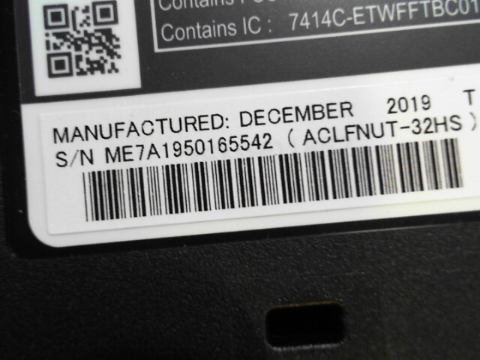 Contains IC : 7414C-ETWFFTBC01
MANUFACTURED: DECEMBER 2019 T
S/N ME7A1950165542 ( ACLFNUT-32HS )